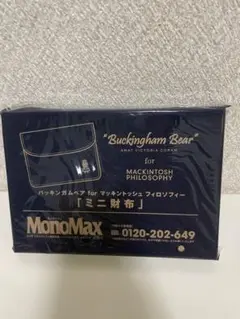 "Buckingham Bear"
for
MACKINTOSH
PHILOSOPHY
バッキンガムベア for マッキントッシュ フィロソフィー
「ミニ財布」
MonoMax
0120-202-649